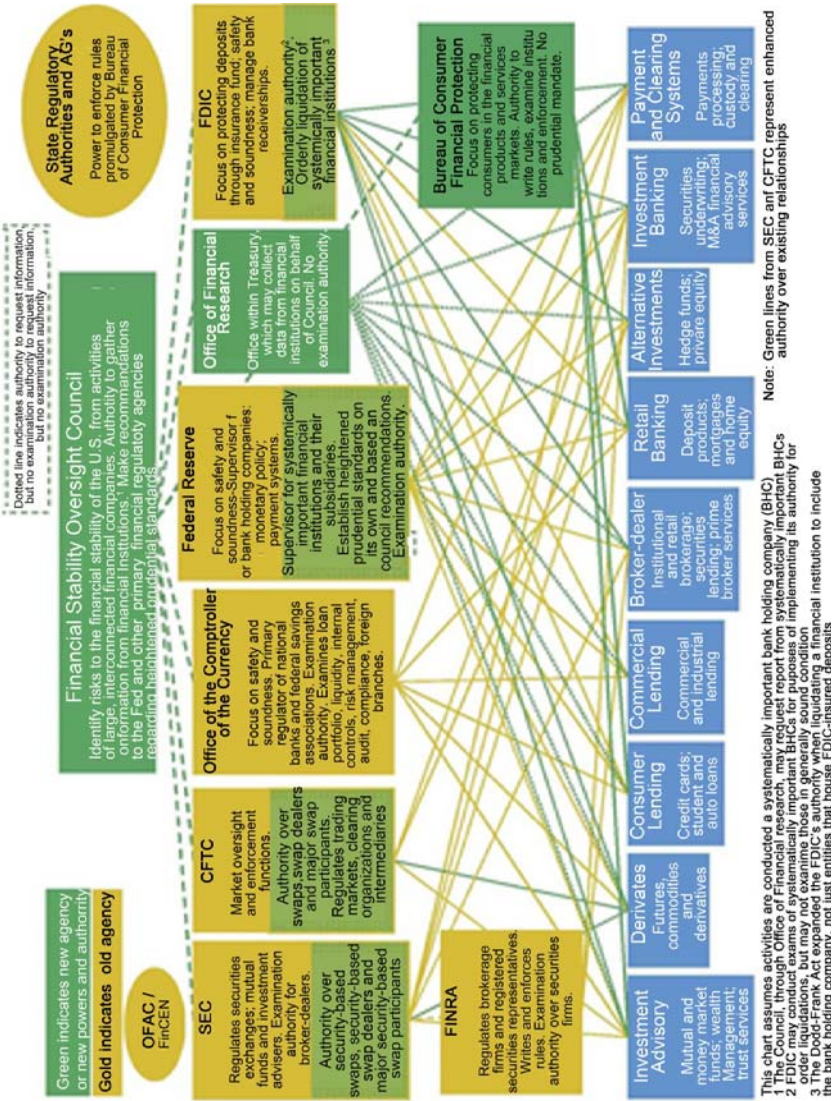 Green indicates new agency
or new powers and authority
Gold indicates old agency
Dotted line indicates authority to request information,
but no examination authority to request information,
but no examination authority
Financial Stability Oversight Council
Identify risks to the financial stability of the U.S. from activities
of large, interconnected financial companies. Authority to gather
onformation from financial Institutions.¹ Make recommendations
to the Fed and other primary financial regulatory agencies
regarding heightened prudential standards
State Regulatory
Authorities and AG's
Power to enforce rules
promulgated by Bureau
of Consumer Financial
Protection
OFAC /
FinCEN
SEC
Regulates securities
exchanges; mutual
funds and investment
advisers. Examination
authority for
broker-dealers.
Authority over
security-based
swaps, security-based
swap dealers and
major security-based
swap participants
CFTC
Market oversight
and enforcement
functions.
Authority over
swaps,swap dealers
and major swap
participants.
Regulates trading
markets, clearing
organizations and
intermediaries
Office of the Comptroller
of the Currency
Focus on safety and
soundness. Primary
regulator of national
banks and federal savings
associations. Examination
authority. Examines loan
portfolio, liquidity, internal
controls, risk management,
audit, compliance, foreign
branches.
Federal Reserve
Focus on safety and
soundness-Supervisor f
or bank holding companies;
monetary policy;
payment systems.
Supervisor for systemically
important financial
institutions and their
subsidiaries.
Establish heightened
prudential standards on
its own and based an
council recommendations.
Examination authority.
Office of Financial
Research
Office within Treasury,
which may collect
data from financial
institutions on behalf
of Council. No
examination authority.
FDIC
Focus on protecting deposits
through insurance fund; safety
and soundness; manage bank
receiverships.
Examination authority².
Orderly liquidation of
systemically important
financial institutions ³
FINRA
Regulates brokerage
firms and registered
securities representatives.
Writes and enforces
rules. Examination
authority over securities
firms.
Bureau of Consumer
Financial Protection
Focus on protecting
consumers in the financial
products and services
markets. Authority to
write rules, examine institu
tions and enforcement. No
prudential mandate.
Investment
Advisory
Mutual and
money market
funds; wealth
Management;
trust services
Derivates
Futures,
commodities
and
derivatives
Consumer
Lending
Credit cards;
student and
auto loans
Commercial
Lending
Commercial
and industrial
lending
Broker-dealer
Institutional
and retail
brokerage;
securities
lending; prime
broker services
Retail
Banking
Deposit
products;
mortgages
and home
equity
Alternative
Investments
Hedge funds;
private equity
Investment
Banking
Securities
underwriting;
M&A financial
advisory
services
Payment
and Clearing
Systems
Payments
processing;
custody and
clearing
Note: Green lines from SEC anf CFTC represent enhanced
authority over existing relationships
This chart assumes activities are conducted a systematically important bank holding company (BHC)
1 The Council, through Office of Financial research, may request report from systematically important BHCs
2 FDIC may conduct exams of systematically important BHCs for puposes of implementing its authority for
order liquidations, but may not examine those in generally sound condition
3 The Dodd-Frank Act expanded the FDIC's authority when liquidating a financial institution to include
the bank holding company, not just entities that house FDIC-insured deposits